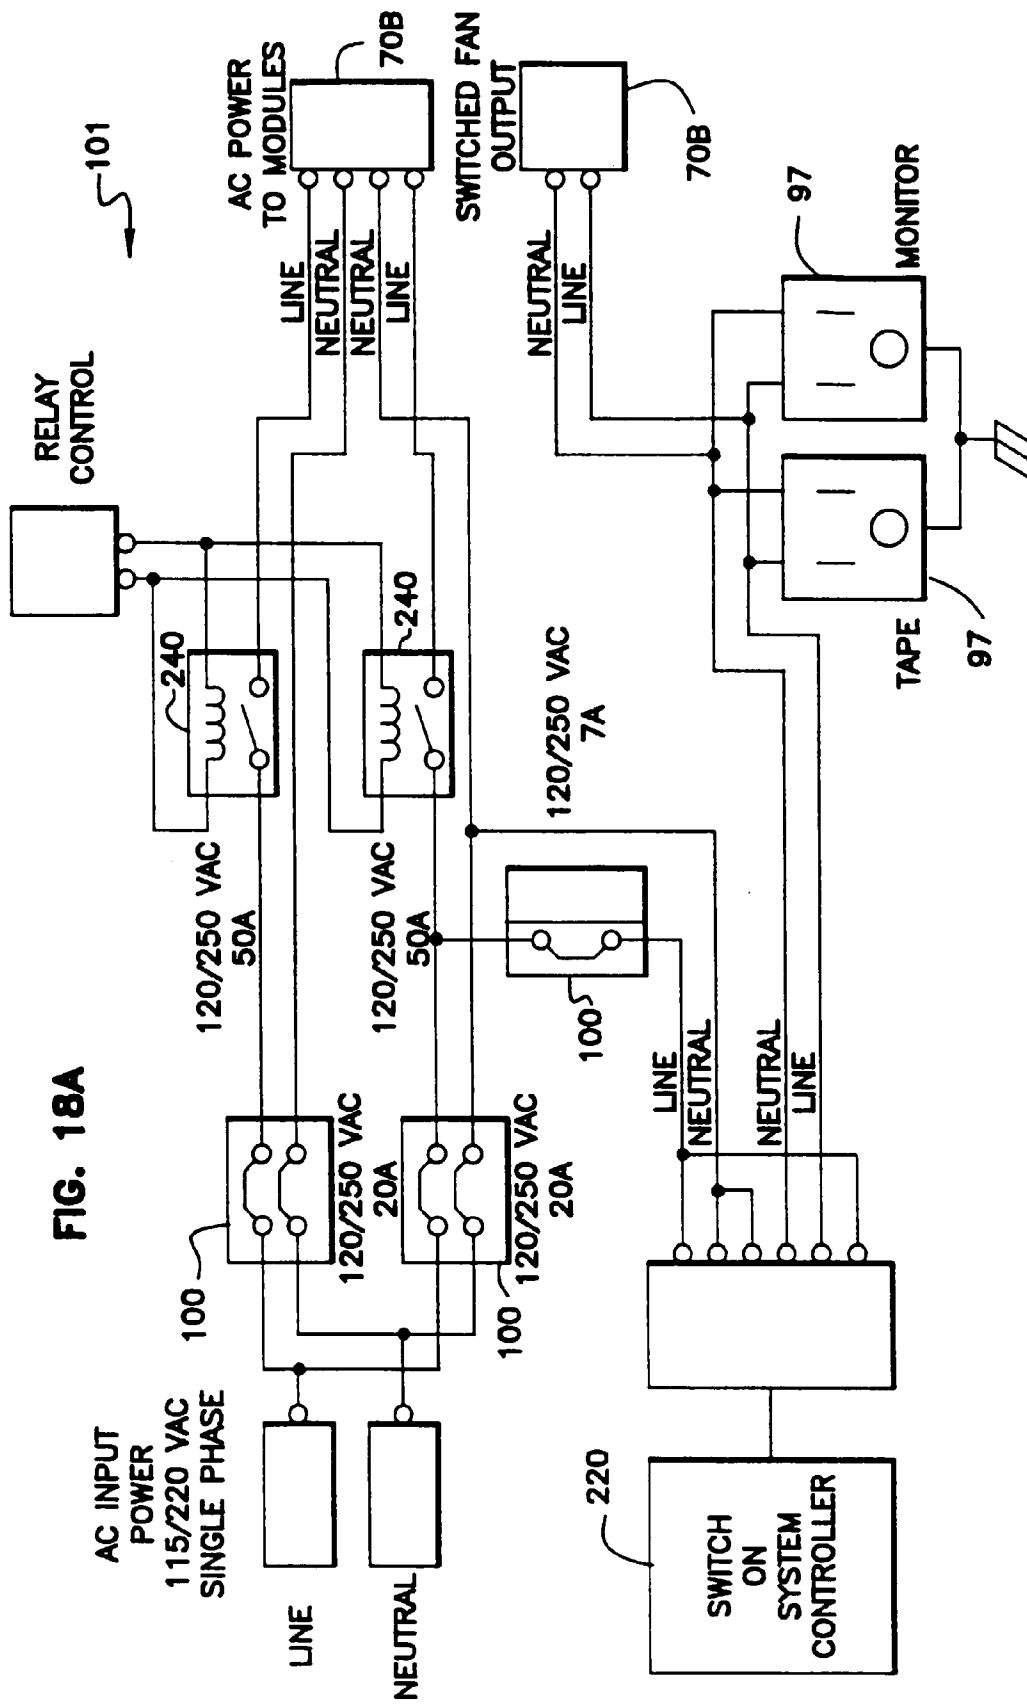 FIG. 18A
101
AC INPUT
POWER
115/220 VAC
SINGLE PHASE
LINE
NEUTRAL
100
120/250 VAC
20A
100
120/250 VAC
20A
120/250 VAC
50A
240
120/250 VAC
50A
240
RELAY
CONTROL
LINE
NEUTRAL
NEUTRAL
LINE
AC POWER
TO MODULES
70B
120/250 VAC
7A
100
NEUTRAL
LINE
SWITCHED FAN
OUTPUT
70B
LINE
NEUTRAL
NEUTRAL
LINE
220
SWITCH
ON
SYSTEM
CONTROLLER
TAPE
97
97
MONITOR